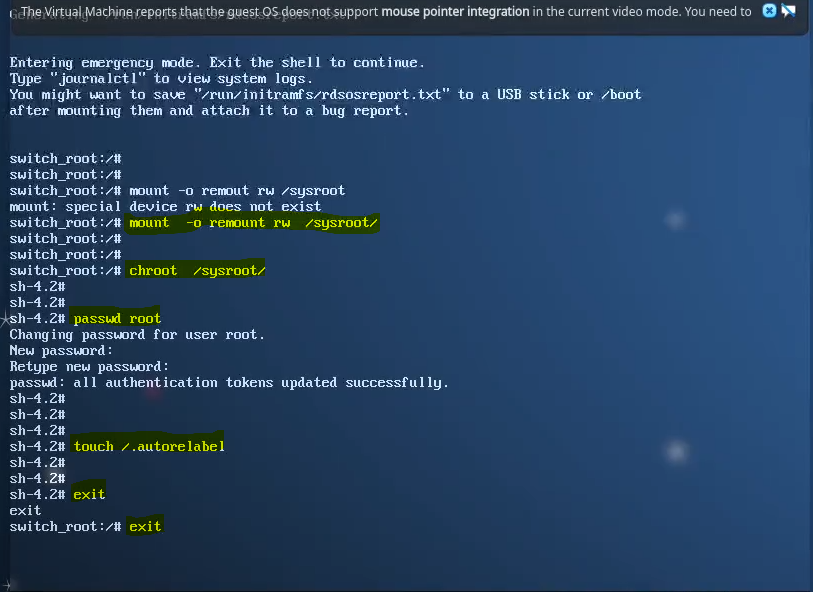 The Virtual Machine reports that the guest OS does not support mouse pointer integration in the current video mode. You need to
Entering emergency mode. Exit the shell to continue.
Type "journalctl" to view system logs.
You might want to save "/run/initramfs/rdsosreport.txt" to a USB stick or /boot
after mounting them and attach it to a bug report.
switch_root:/#
switch_root:/#
switch_root:/# mount -o remout rw /sysroot
mount: special device rw does not exist
switch_root:/# mount  -o remount rw  /sysroot/
switch_root:/#
switch_root:/#
switch_root:/# chroot  /sysroot/
sh-4.2#
sh-4.2#
sh-4.2# passwd root
Changing password for user root.
New password:
Retype new password:
passwd: all authentication tokens updated successfully.
sh-4.2#
sh-4.2#
sh-4.2#
sh-4.2# touch /.autorelabel
sh-4.2#
sh-4.2#
sh-4.2# exit
exit
switch_root:/# exit